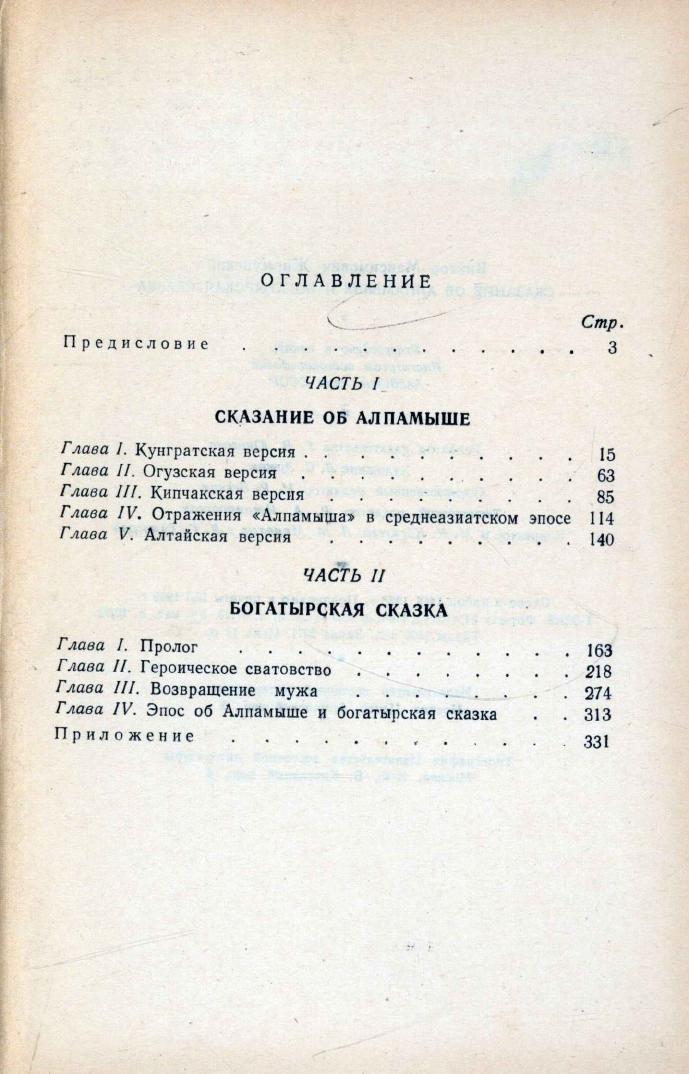 ОГЛАВЛЕНИЕ
Стр.
Предисловие . . . . . . . . . . . . 3
ЧАСТЬ I
СКАЗАНИЕ ОБ АЛПАМЫШЕ
Глава I. Кунгратская версия . . . . . . . . . . 15
Глава II. Огузская версия . . . . . . . . . . 63
Глава III. Кипчакская версия . . . . . . . . . 85
Глава IV. Отражения «Алпамыша» в среднеазиатском эпосе 114
Глава V. Алтайская версия . . . . . . . . . 140
ЧАСТЬ II
БОГАТЫРСКАЯ СКАЗКА
Глава I. Пролог . . . . . . . . . . . . 163
Глава II. Героическое сватовство . . . . . . . . 218
Глава III. Возвращение мужа . . . . . . . . 274
Глава IV. Эпос об Алпамыше и богатырская сказка . . 313
Приложение . . . . . . . . . . . . 331